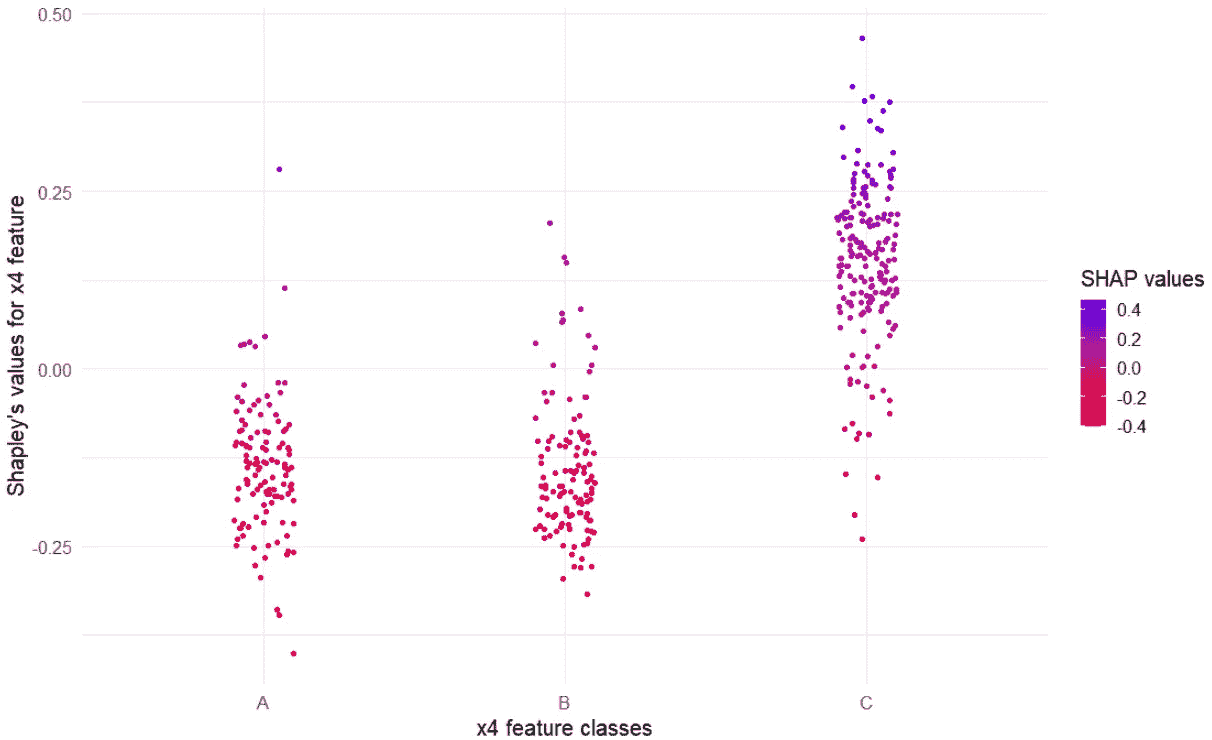 0.50
0.25
0.00
-0.25
Shapley's values for x4 feature
A
B
C
x4 feature classes
SHAP values
0.4
0.2
0.0
-0.2
-0.4